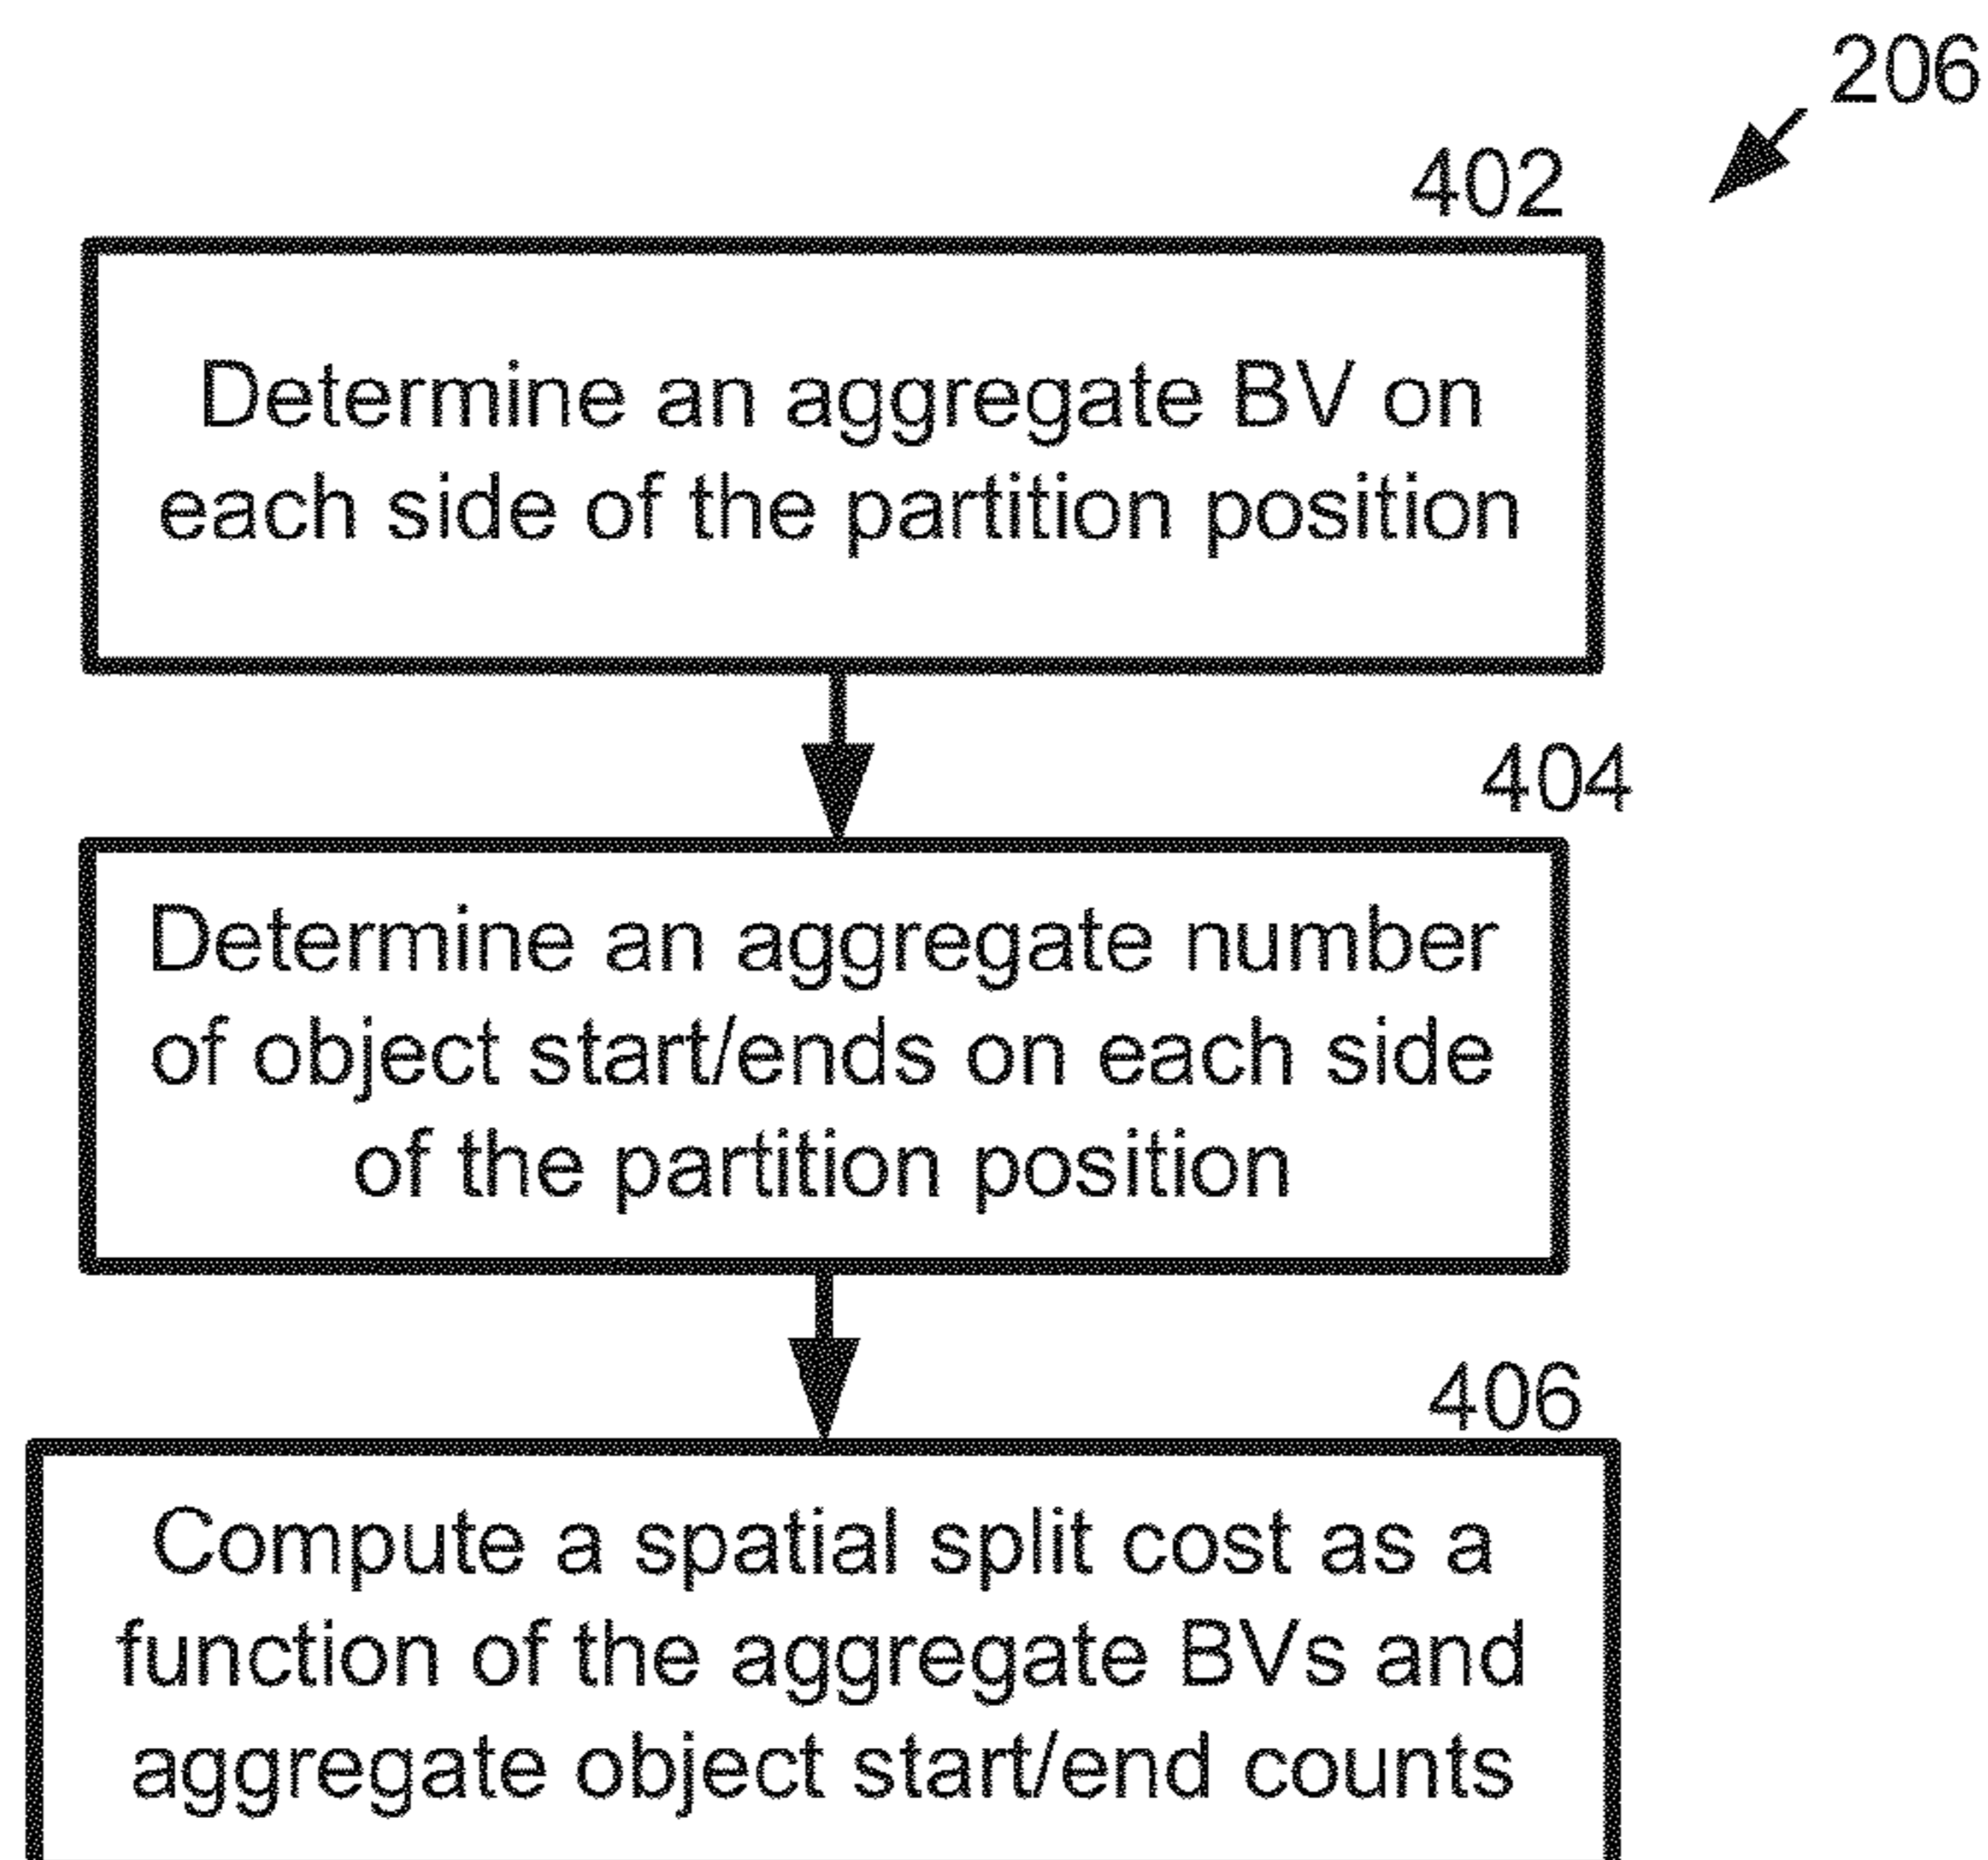 206
402
Determine an aggregate BV on
each side of the partition position
404
Determine an aggregate number
of object start/ends on each side
of the partition position
406
Compute a spatial split cost as a
function of the aggregate BVs and
aggregate object start/end counts